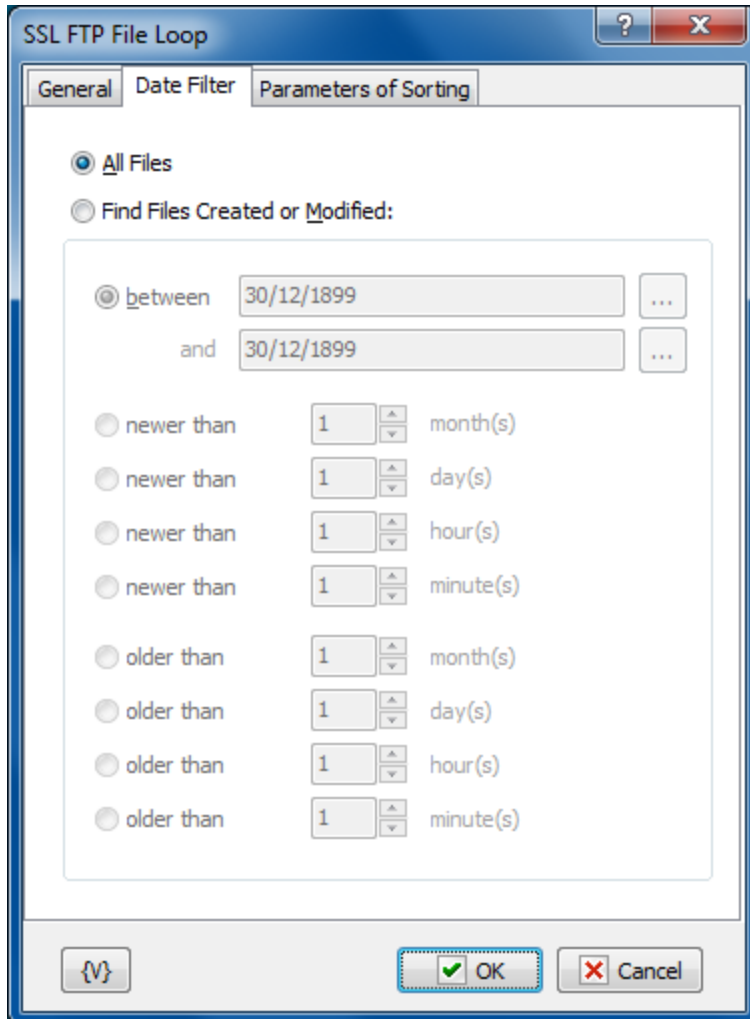 SSL FTP File Loop
?
General Date Filter Parameters of Sorting
All Files
Find Files Created or Modified:
between 30/12/1899 ...
and 30/12/1899 ...
newer than 1 month(s)
newer than 1 day(s)
newer than 1 hour(s)
newer than 1 minute(s)
older than 1 month(s)
older than 1 day(s)
older than 1 hour(s)
older than 1 minute(s)
{V} OK Cancel